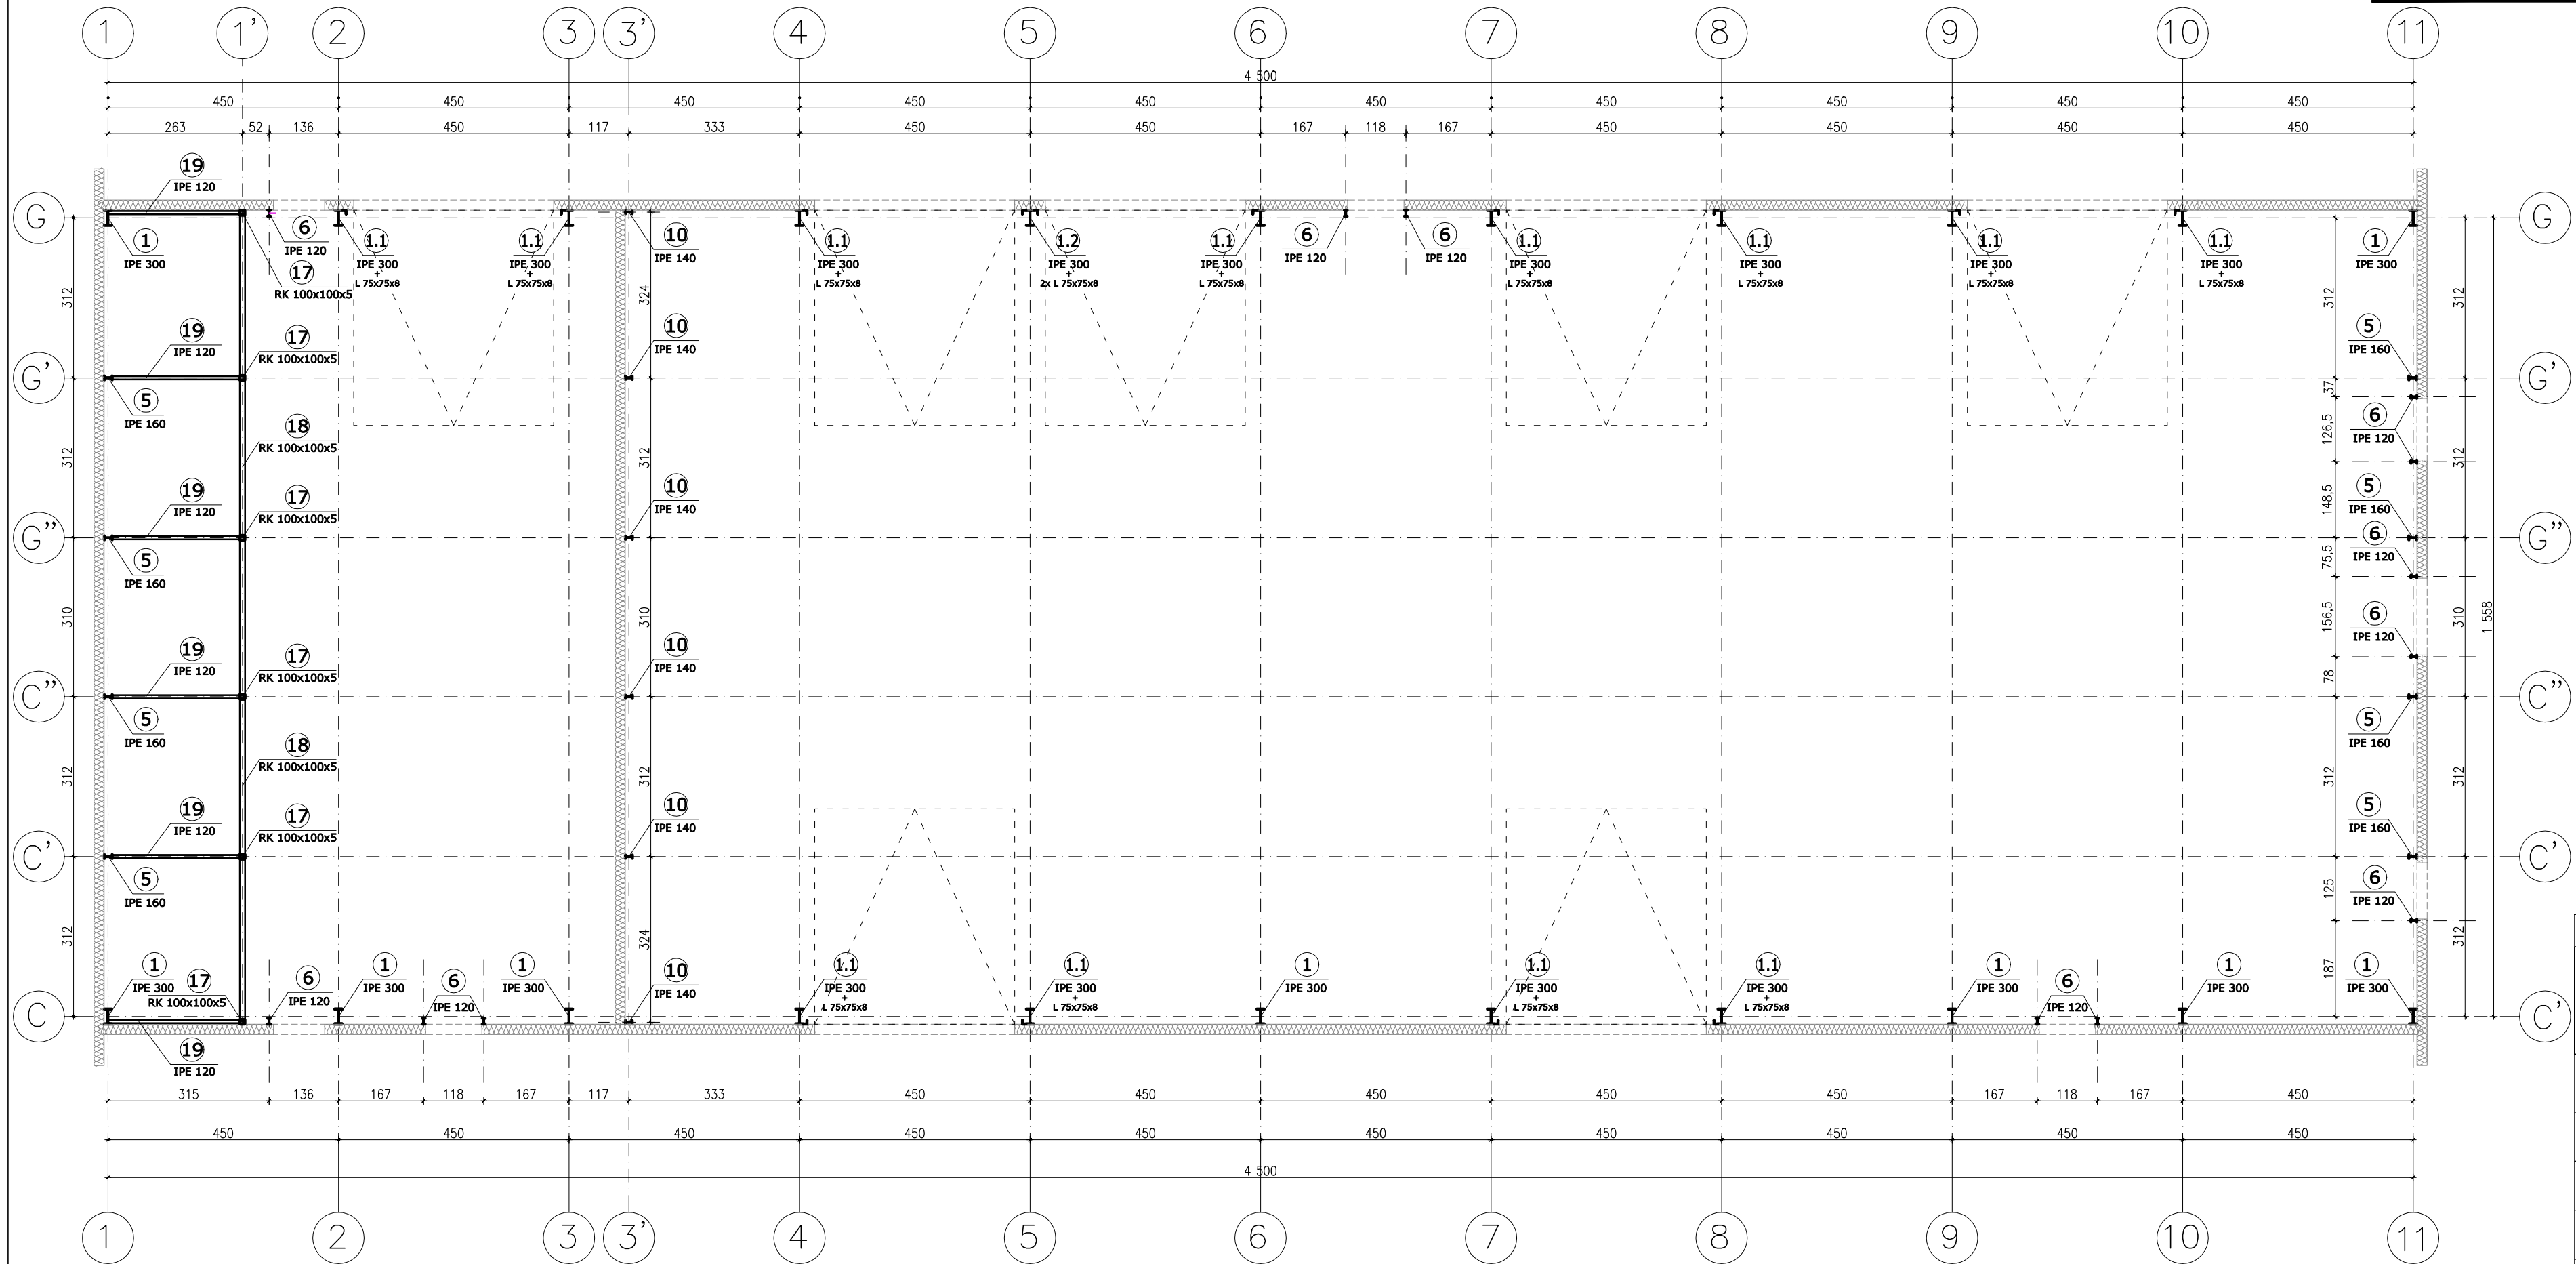 1 1' 2 3 3' 4 5 6 7 8 9 10 11
4 500
450 450 450 450 450 450 450 450 450 450
263 52 136 450 117 333 450 450 167 118 167 450 450 450 450
19
IPE 120
G
G
1
IPE 300
6
IPE 120
17
RK 100x100x5
1.1
IPE 300
+
L 75x75x8
1.1
IPE 300
+
L 75x75x8
10
IPE 140
1.1
IPE 300
+
L 75x75x8
1.2
IPE 300
+
2x L 75x75x8
1.1
IPE 300
+
L 75x75x8
6
IPE 120
6
IPE 120
1.1
IPE 300
+
L 75x75x8
1.1
IPE 300
+
L 75x75x8
1.1
IPE 300
+
L 75x75x8
1.1
IPE 300
+
L 75x75x8
1
IPE 300
312
324
312
312
19
IPE 120
17
RK 100x100x5
10
IPE 140
5
IPE 160
G'
G'
37
5
IPE 160
18
RK 100x100x5
6
IPE 120
126,5
312
312
312
19
IPE 120
17
RK 100x100x5
10
IPE 140
148,5
5
IPE 160
G"
G"
5
IPE 160
6
IPE 120
75,5
310
310
156,5
6
IPE 120
310
1 558
19
IPE 120
17
RK 100x100x5
10
IPE 140
78
C"
C"
5
IPE 160
5
IPE 160
18
RK 100x100x5
312
312
312
312
19
IPE 120
17
RK 100x100x5
10
IPE 140
5
IPE 160
C'
C'
5
IPE 160
125
6
IPE 120
312
324
187
312
1
IPE 300
17
RK 100x100x5
6
IPE 120
1
IPE 300
6
IPE 120
1
IPE 300
10
IPE 140
1.1
IPE 300
+
L 75x75x8
1.1
IPE 300
+
L 75x75x8
1
IPE 300
1.1
IPE 300
+
L 75x75x8
1.1
IPE 300
+
L 75x75x8
1
IPE 300
6
IPE 120
1
IPE 300
1
IPE 300
C
C'
19
IPE 120
315 136 167 118 167 117 333 450 450 450 450 450 167 118 167 450
450 450 450 450 450 450 450 450 450 450
4 500
1 2 3 3' 4 5 6 7 8 9 10 11